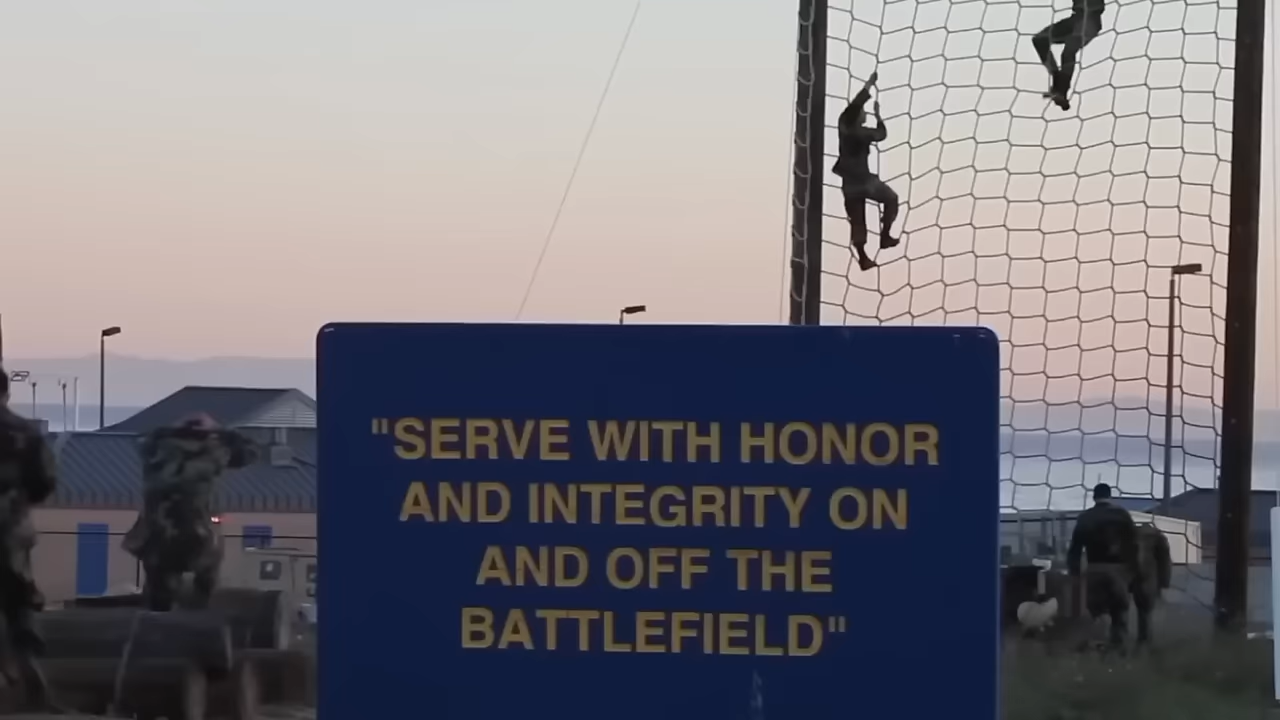 "SERVE WITH HONOR
AND INTEGRITY ON
AND OFF THE
BATTLEFIELD"